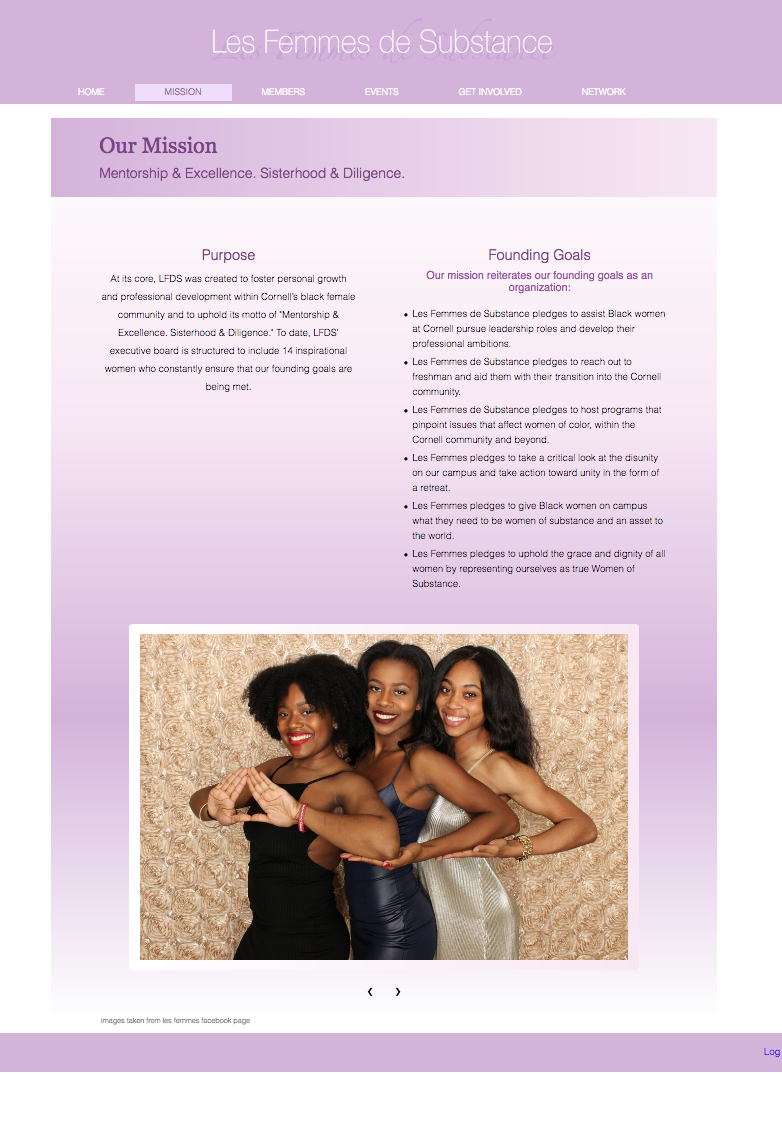 Les Femmes de Substance
HOME MISSION MEMBERS EVENTS GET INVOLVED NETWORK
Our Mission
Mentorship & Excellence. Sisterhood & Diligence.
Purpose
At its core, LFDS was created to foster personal growth
and professional development within Cornell's black female
community and to uphold its motto of "Mentorship &
Excellence. Sisterhood & Diligence." To date, LFDS'
executive board is structured to include 14 inspirational
women who constantly ensure that our founding goals are
being met.
Founding Goals
Our mission reiterates our founding goals as an
organization:
• Les Femmes de Substance pledges to assist Black women
at Cornell pursue leadership roles and develop their
professional ambitions.
• Les Femmes de Substance pledges to reach out to
freshman and aid them with their transition into the Cornell
community.
• Les Femmes de Substance pledges to host programs that
pinpoint issues that affect women of color, within the
Cornell community and beyond.
• Les Femmes pledges to take a critical look at the disunity
on our campus and take action toward unity in the form of
a retreat.
• Les Femmes pledges to give Black women on campus
what they need to be women of substance and an asset to
the world.
• Les Femmes pledges to uphold the grace and dignity of all
women by representing ourselves as true Women of
Substance.
❮ ❯
images taken from les femmes facebook page
Log